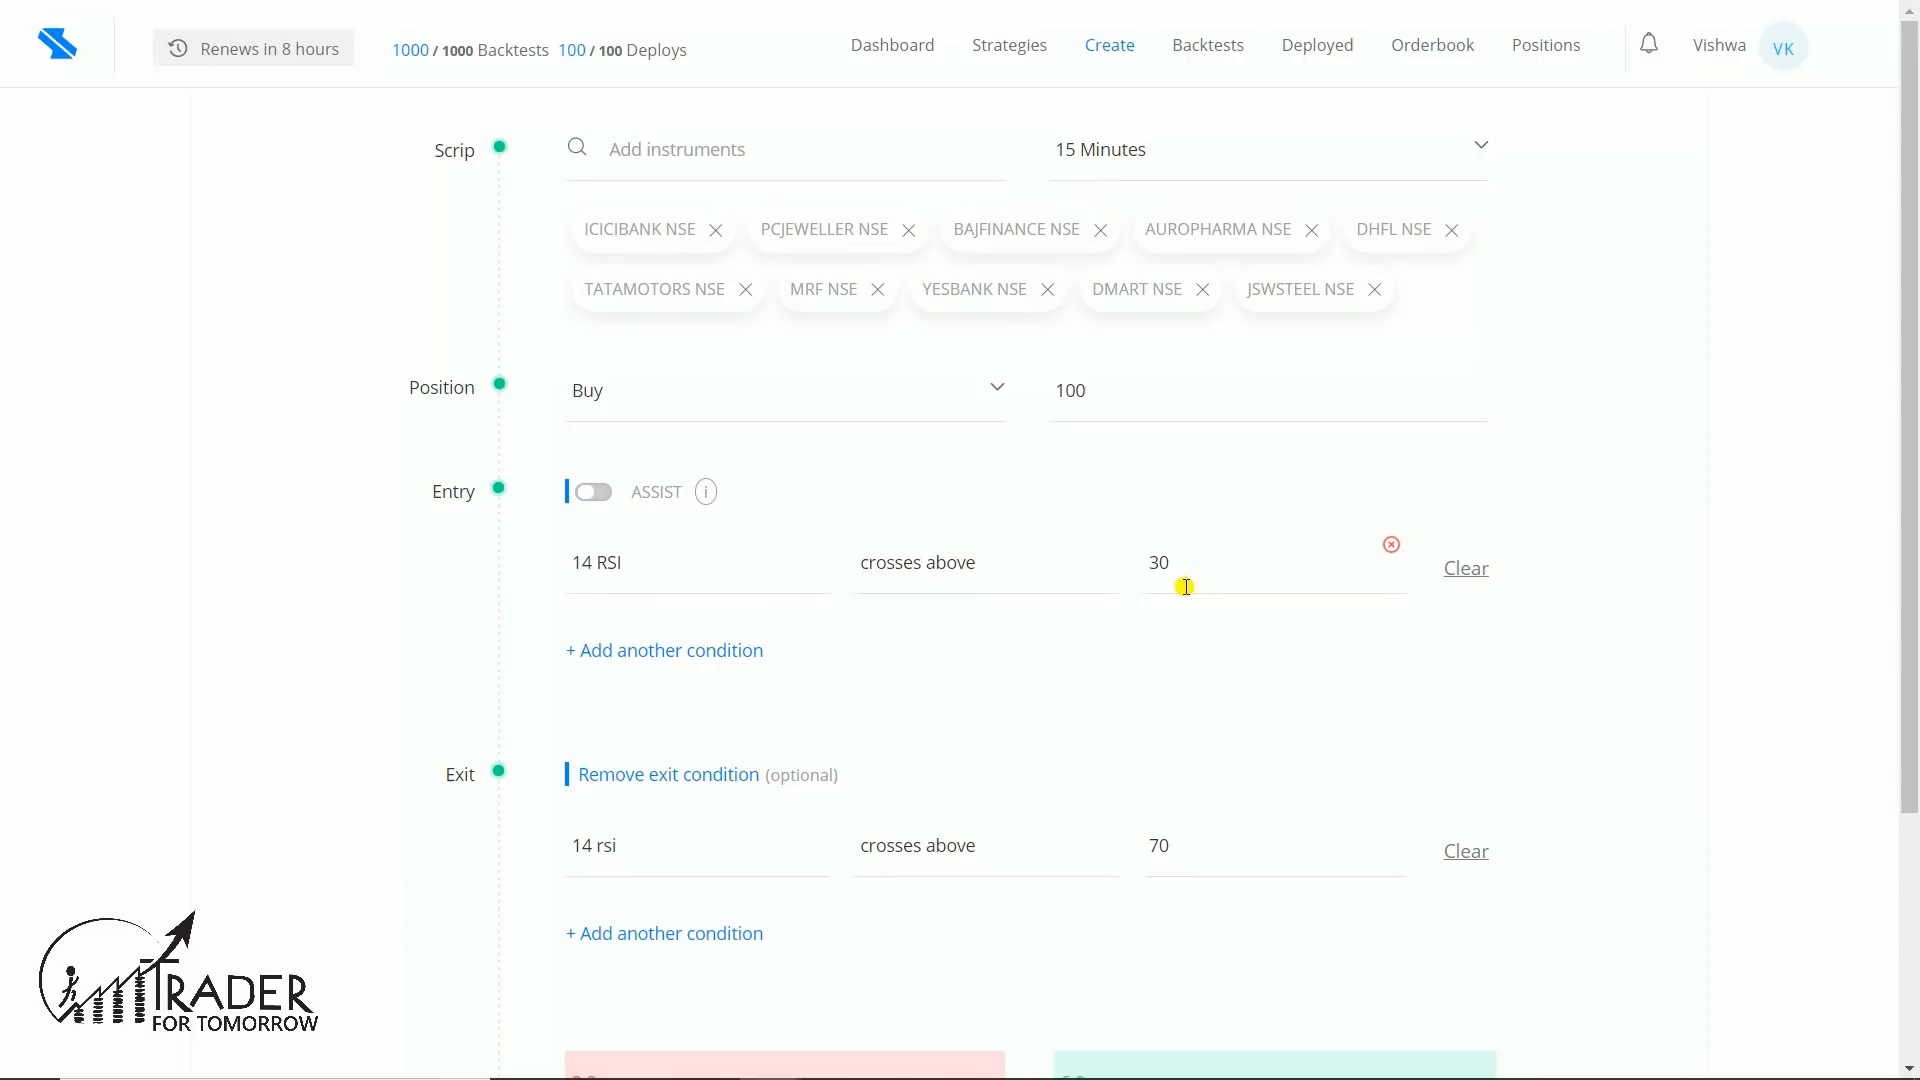 Renews in 8 hours 1000 / 1000 Backtests 100 / 100 Deploys Dashboard Strategies Create Backtests Deployed Orderbook Positions Vishwa VK
Scrip Add instruments 15 Minutes
ICICIBANK NSE PCJEWELLER NSE BAJFINANCE NSE AUROPHARMA NSE DHFL NSE
TATAMOTORS NSE MRF NSE YESBANK NSE DMART NSE JSWSTEEL NSE
Position Buy 100
Entry ASSIST i
14 RSI crosses above 30 Clear
+ Add another condition
Exit Remove exit condition (optional)
14 rsi crosses above 70 Clear
+ Add another condition
TRADER
FOR TOMORROW